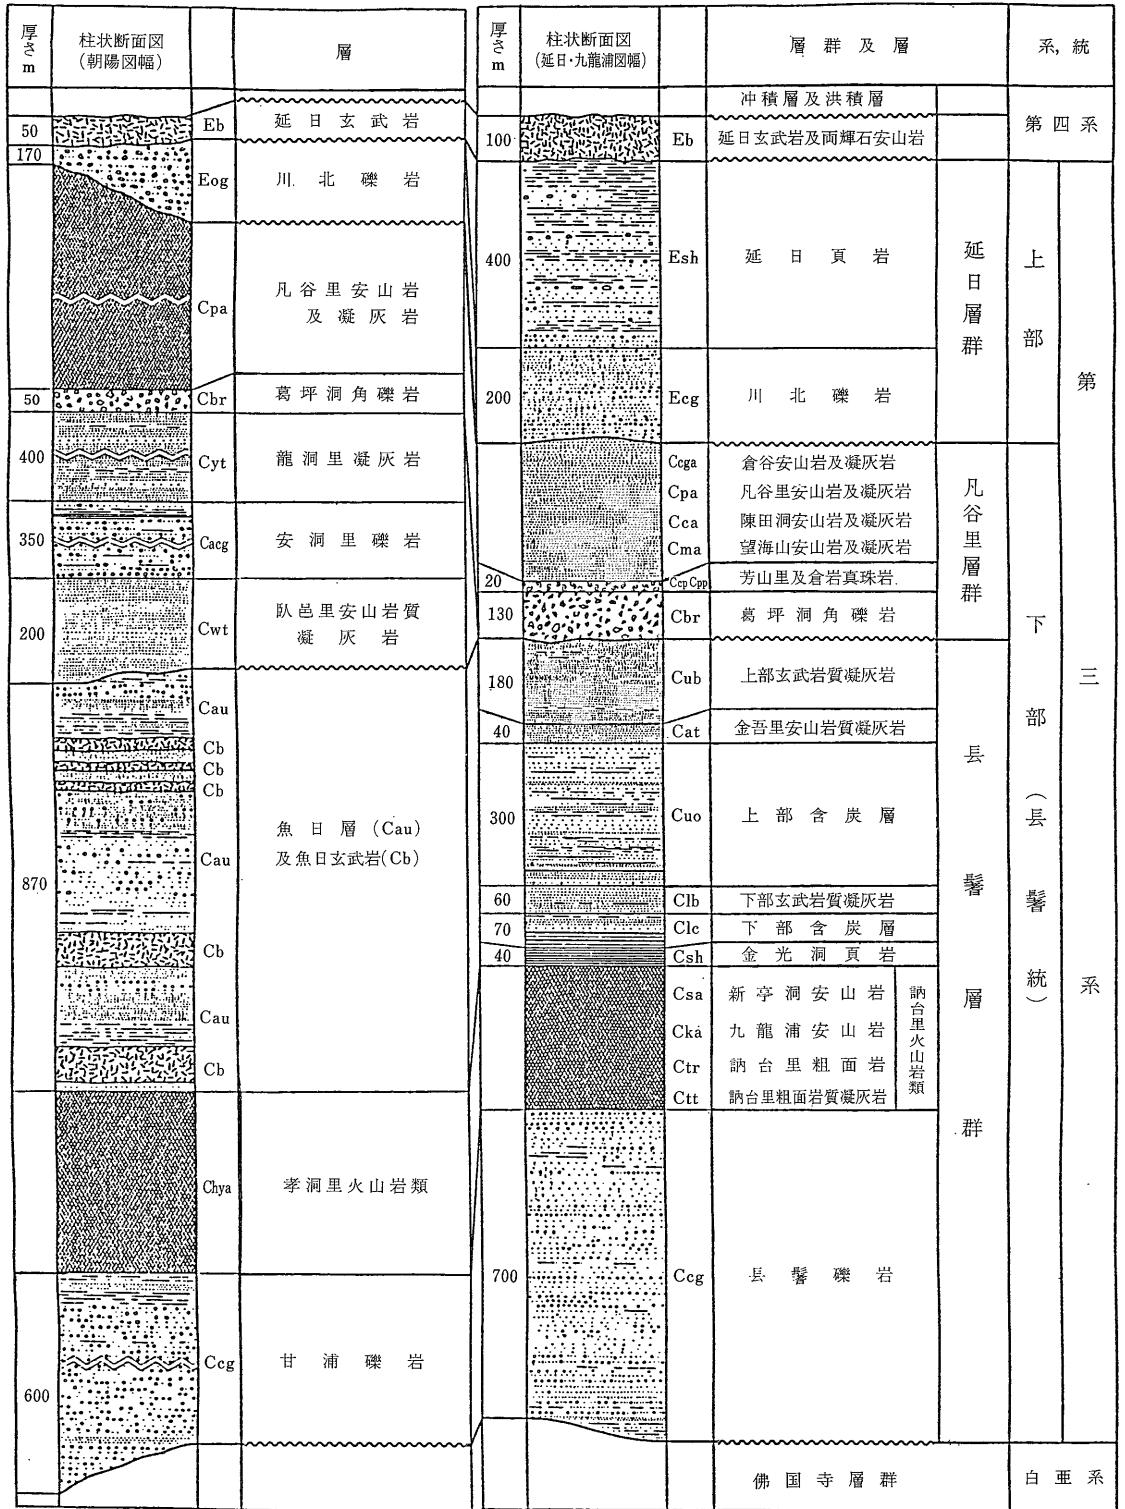 厚さm
柱状断面図
(朝陽図幅)
層
50
Eb
延日玄武岩
170
Eog
川北礫岩
Cpa
凡谷里安山岩
及凝灰岩
50
Cbr
葛坪洞角礫岩
400
Cyt
龍洞里凝灰岩
350
Cacg
安洞里礫岩
200
Cwt
臥邑里安山岩質
凝灰岩
870
Cau
Cb
Cb
Cb
Cau
Cb
Cau
Cb
魚日層(Cau)
及魚日玄武岩(Cb)
Chya
孝洞里火山岩類
600
Ccg
甘浦礫岩
厚さm
柱状断面図
(延日・九龍浦図幅)
層群及層
系,統
冲積層及洪積層
100
Eb
延日玄武岩及両輝石安山岩
第四系
400
Esh
延日頁岩
200
Ecg
川北礫岩
延日層群
上部
Ccga
倉谷安山岩及凝灰岩
Cpa
凡谷里安山岩及凝灰岩
Cca
陳田洞安山岩及凝灰岩
Cma
望海山安山岩及凝灰岩
20
Ccp Cpp
芳山里及倉岩真珠岩
130
Cbr
葛坪洞角礫岩
凡谷里層群
180
Cub
上部玄武岩質凝灰岩
40
Cat
金吾里安山岩質凝灰岩
300
Cuo
上部含炭層
60
Clb
下部玄武岩質凝灰岩
70
Clc
下部含炭層
40
Csh
金光洞頁岩
Csa
新亭洞安山岩
Cka
九龍浦安山岩
Ctr
訥台里粗面岩
Ctt
訥台里粗面岩質凝灰岩
訥台里火山岩類
700
Ccg
長鬐礫岩
長鬐層群
下部(長鬐統)
第三系
佛国寺層群
白亜系